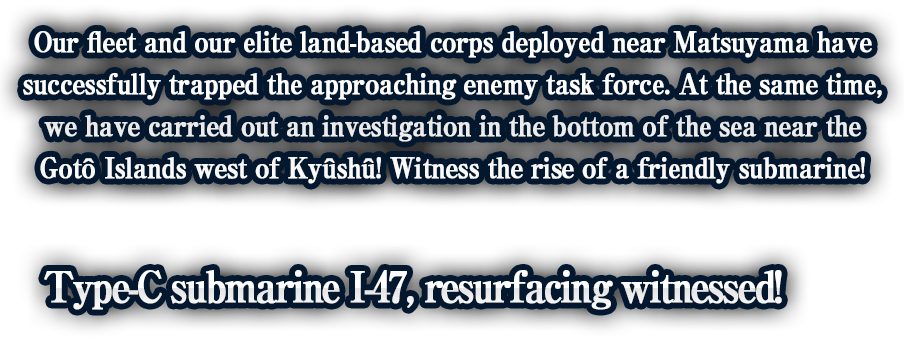 Our fleet and our elite land-based corps deployed near Matsuyama have
successfully trapped the approaching enemy task force. At the same time,
we have carried out an investigation in the bottom of the sea near the
Gotô Islands west of Kyûshû! Witness the rise of a friendly submarine!
Type-C submarine I-47, resurfacing witnessed!